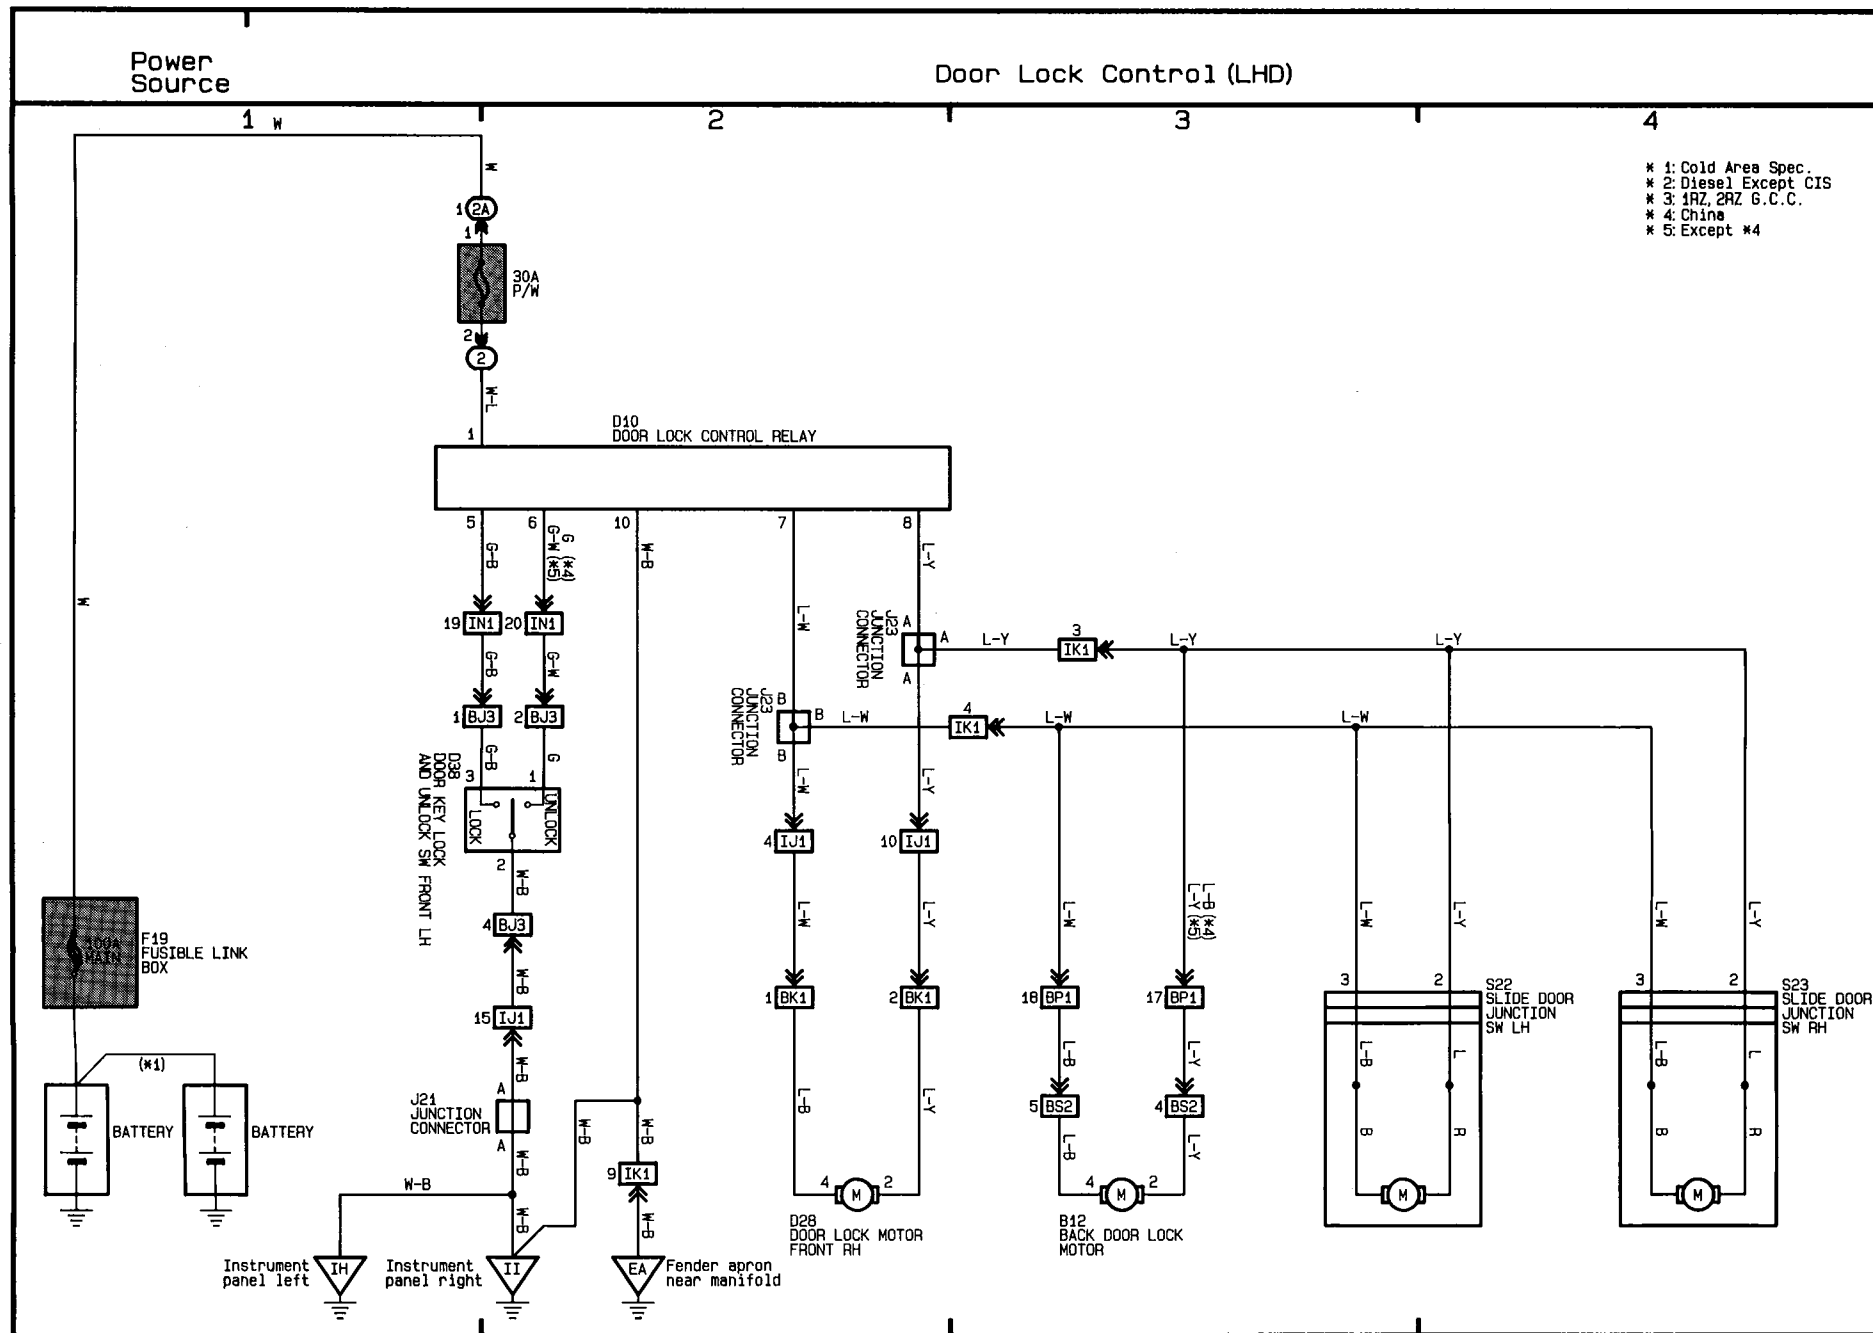 Power
Source
Door Lock Control (LHD)
1
2
3
4
W
W
* 1: Cold Area Spec.
* 2: Diesel Except CIS
* 3: 1RZ, 2RZ G.C.C.
* 4: China
* 5: Except *4
1
2A
1
30A
P/W
2
2
W-L
D10
DOOR LOCK CONTROL RELAY
1
5
6
10
7
8
G-B
G (*4)
G-W (*5)
W-B
L-Y
W
19
IN1
20
IN1
L-W
J23
JUNCTION
CONNECTOR
A
A
A
L-Y
3
IK1
L-Y
L-Y
G-B
G-W
1
BJ3
2
BJ3
J23
JUNCTION
CONNECTOR
B
B
B
L-W
4
IK1
L-W
L-W
G-B
G
D38
DOOR KEY LOCK
AND UNLOCK SW FRONT LH
3
1
LOCK
UNLOCK
2
L-W
L-Y
4
IJ1
10
IJ1
W-B
4
BJ3
L-W
L-Y
L-W
L-B (*4)
L-Y (*5)
L-W
L-Y
L-W
L-Y
100A
MAIN
F19
FUSIBLE LINK
BOX
W-B
15
IJ1
1
BK1
2
BK1
18
BP1
17
BP1
3
2
S22
SLIDE DOOR
JUNCTION
SW LH
3
2
S23
SLIDE DOOR
JUNCTION
SW RH
(*1)
W-B
L-B
L-Y
L-B
L
L-B
L
BATTERY
BATTERY
J21
JUNCTION
CONNECTOR
A
A
W-B
W-B
L-B
L-Y
5
BS2
4
BS2
B
R
B
R
W-B
9
IK1
L-B
L-Y
W-B
W-B
W-B
4
M
2
4
M
2
M
M
D28
DOOR LOCK MOTOR
FRONT RH
B12
BACK DOOR LOCK
MOTOR
Instrument
panel left
IH
Instrument
panel right
II
EA
Fender apron
near manifold